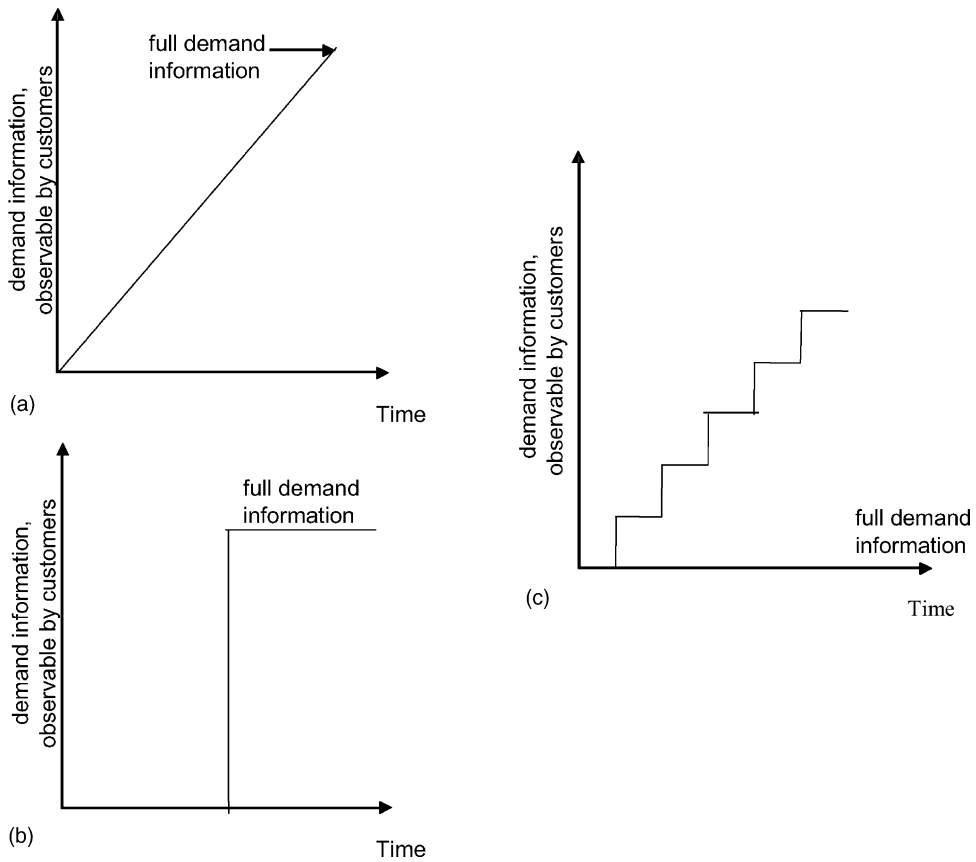 full demand
information
demand information,
observable by customers
(a)
Time
full demand
information
demand information,
observable by customers
(b)
Time
demand information,
observable by customers
full demand
information
(c)
Time